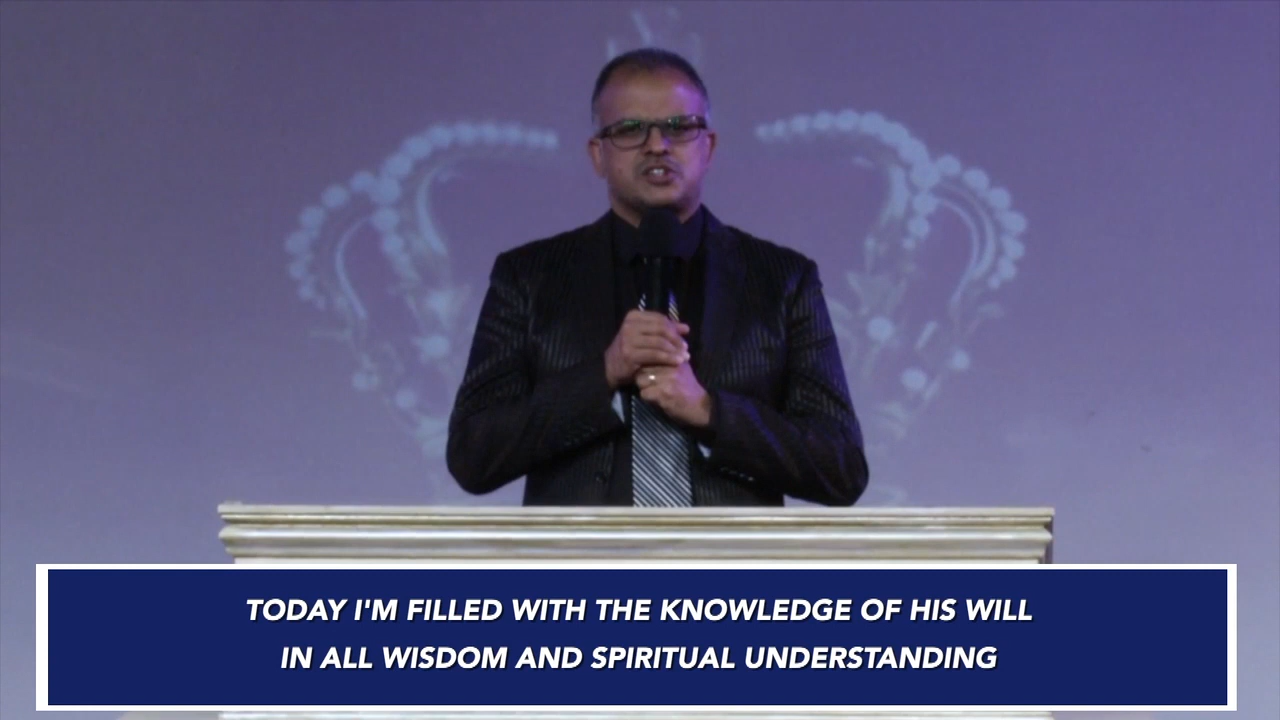 TODAY I'M FILLED WITH THE KNOWLEDGE OF HIS WILL
IN ALL WISDOM AND SPIRITUAL UNDERSTANDING